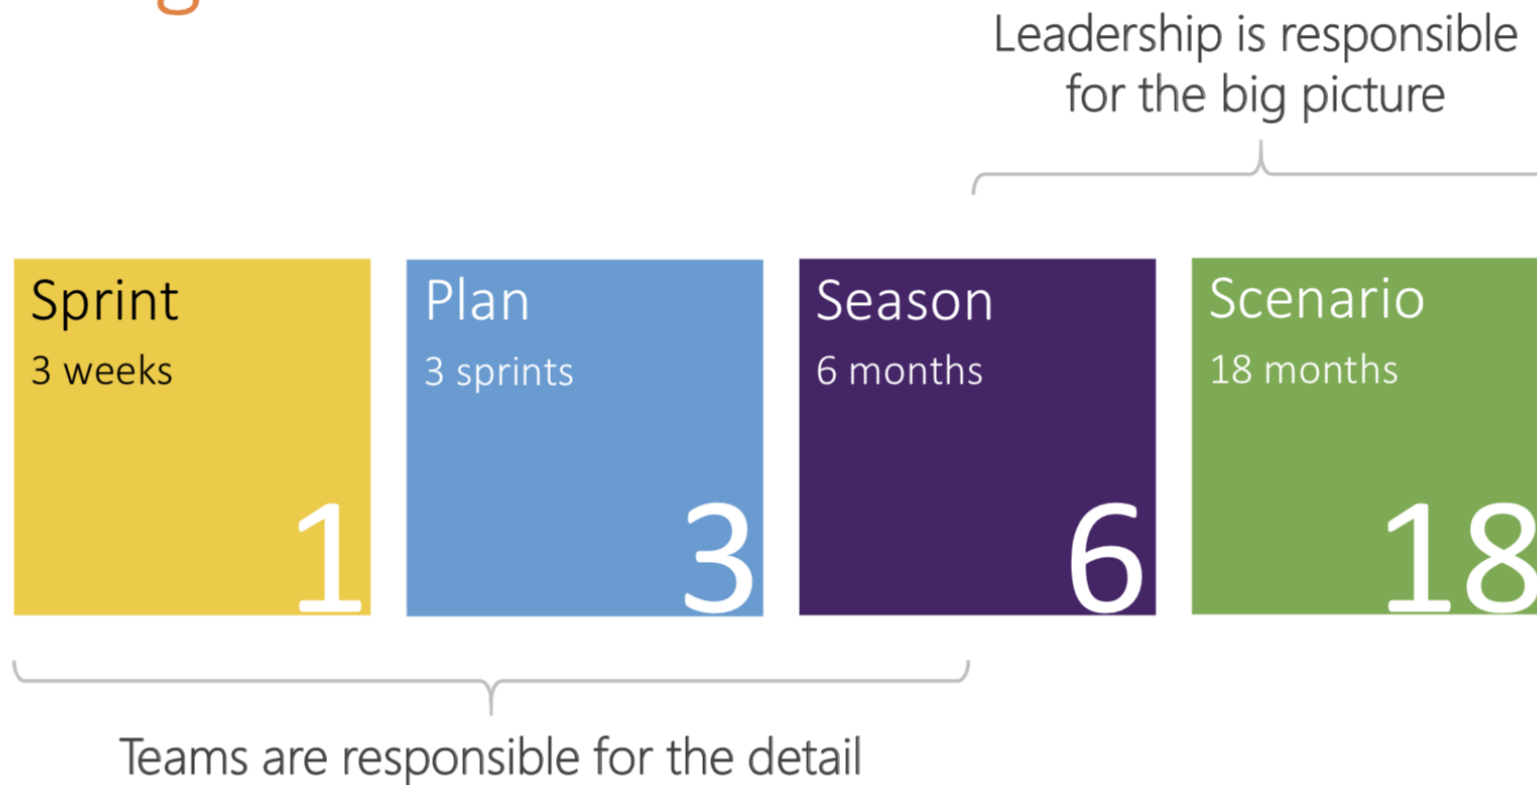 Leadership is responsible
for the big picture
Sprint
3 weeks
1
Plan
3 sprints
3
Season
6 months
6
Scenario
18 months
18
Teams are responsible for the detail